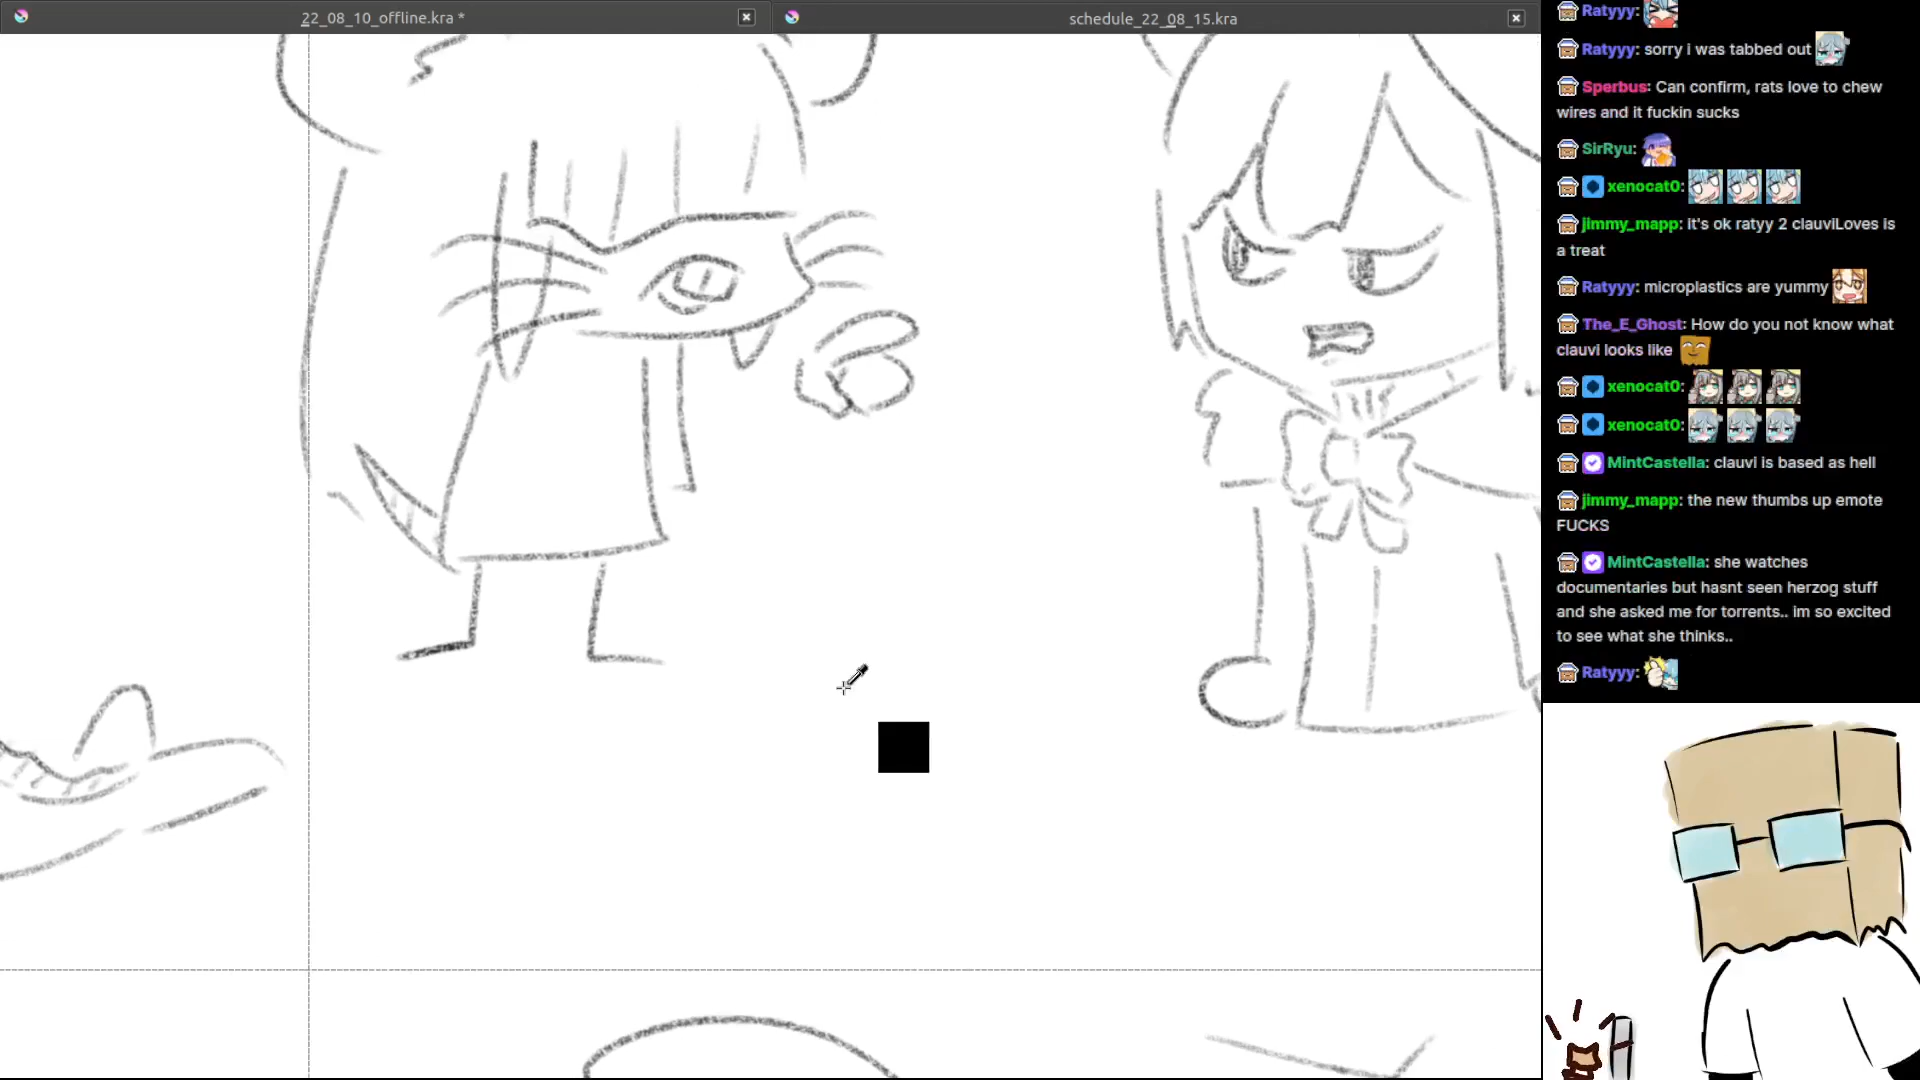 22_08_10_offline.kra *
schedule_22_08_15.kra
Ratyyy:
Ratyyy: sorry i was tabbed out
Sperbus: Can confirm, rats love to chew
wires and it fuckin sucks
SirRyu:
xenocat0:
jimmy_mapp: it's ok ratyy 2 clauviLoves is
a treat
Ratyyy: microplastics are yummy
The_E_Ghost: How do you not know what
clauvi looks like
xenocat0:
xenocat0:
MintCastella: clauvi is based as hell
jimmy_mapp: the new thumbs up emote
FUCKS
MintCastella: she watches
documentaries but hasnt seen herzog stuff
and she asked me for torrents.. im so excited
to see what she thinks..
Ratyyy: